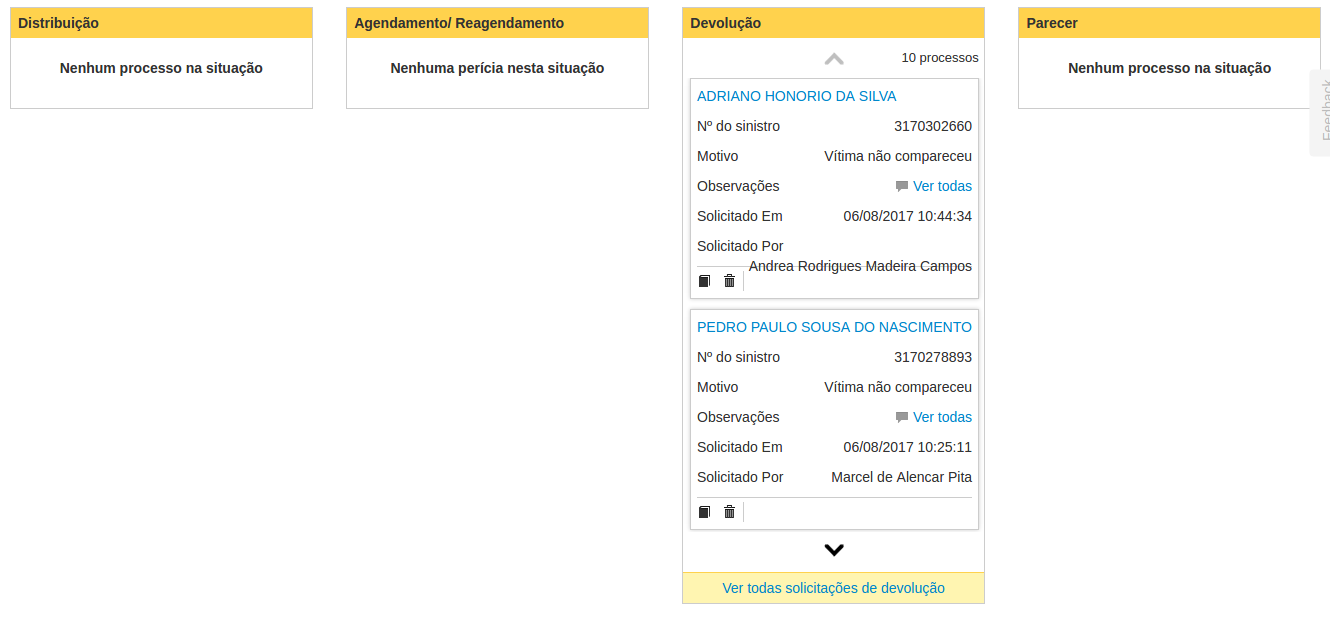 Distribuição
Nenhum processo na situação
Agendamento/ Reagendamento
Nenhuma perícia nesta situação
Devolução
10 processos
ADRIANO HONORIO DA SILVA
Nº do sinistro 3170302660
Motivo Vítima não compareceu
Observações Ver todas
Solicitado Em 06/08/2017 10:44:34
Solicitado Por
Andrea Rodrigues Madeira Campos
PEDRO PAULO SOUSA DO NASCIMENTO
Nº do sinistro 3170278893
Motivo Vítima não compareceu
Observações Ver todas
Solicitado Em 06/08/2017 10:25:11
Solicitado Por Marcel de Alencar Pita
Ver todas solicitações de devolução
Parecer
Nenhum processo na situação
Feedback